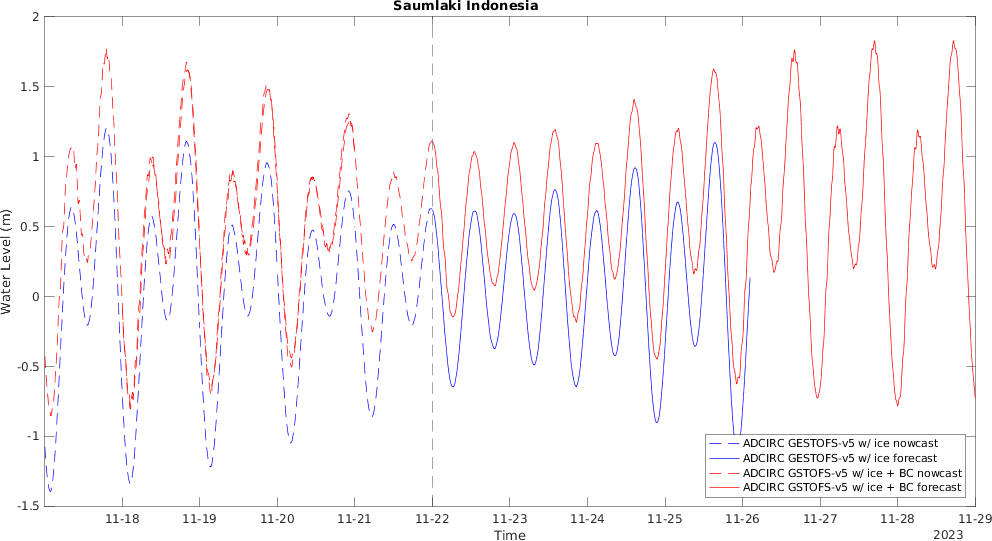 Saumlaki Indonesia
2
1.5
1
0.5
0
-0.5
-1
-1.5
Water Level (m)
ADCIRC GESTOFS-v5 w/ ice nowcast
ADCIRC GESTOFS-v5 w/ ice forecast
ADCIRC GSTOFS-v5 w/ ice + BC nowcast
ADCIRC GSTOFS-v5 w/ ice + BC forecast
11-18 11-19 11-20 11-21 11-22 11-23 11-24 11-25 11-26 11-27 11-28 11-29
Time
2023